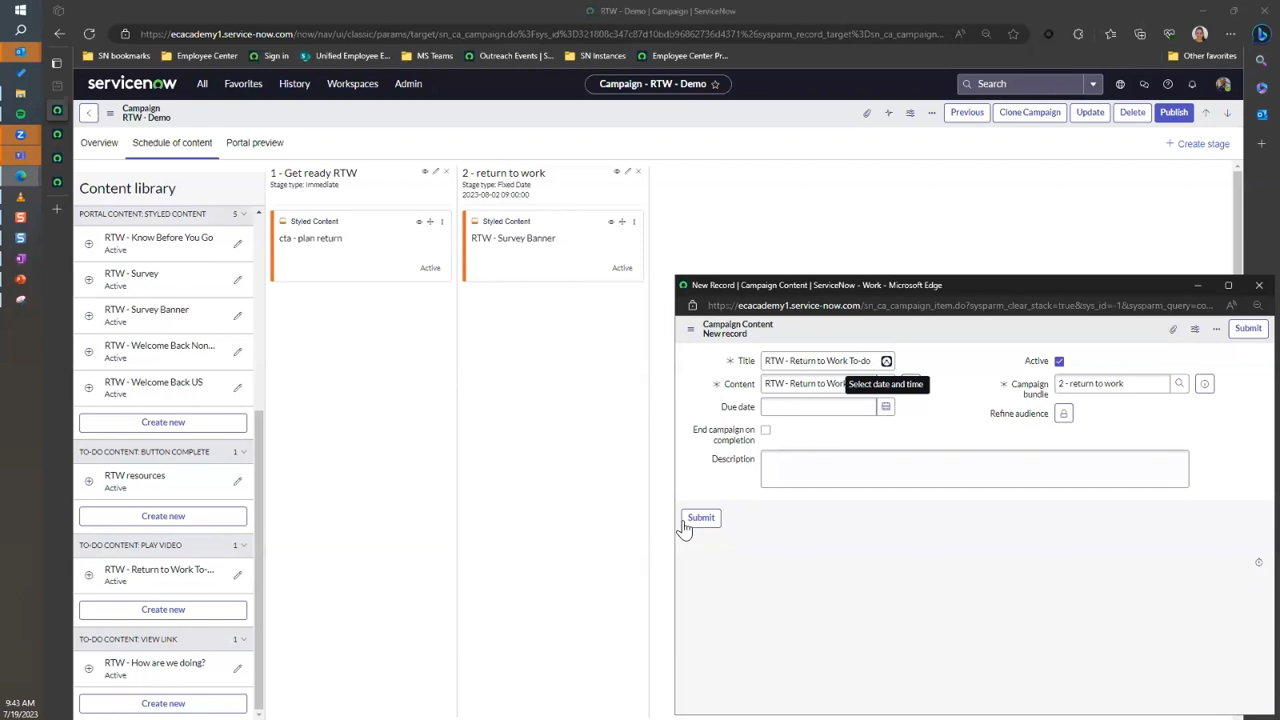 RTW - Demo | Campaign | ServiceNow
https://ecacademy1.service-now.com/now/nav/ui/classic/params/target/sn_ca_campaign.do%3Fsys_id%3D321808c347c87d10bdb96862736d4371%26sysparm_record_target%3Dsn_ca_campaign...
SN bookmarks
Employee Center
Sign in
Unified Employee E...
MS Teams
Outreach Events | S...
SN Instances
Employee Center Pr...
Other favorites
servicenow
All
Favorites
History
Workspaces
Admin
Campaign - RTW - Demo
Search
Campaign
RTW - Demo
Previous
Clone Campaign
Update
Delete
Publish
Overview
Schedule of content
Portal preview
+ Create stage
Content library
PORTAL CONTENT: STYLED CONTENT 5
RTW - Know Before You Go
Active
RTW - Survey
Active
RTW - Survey Banner
Active
RTW - Welcome Back Non...
Active
RTW - Welcome Back US
Active
Create new
TO-DO CONTENT: BUTTON COMPLETE 1
RTW resources
Active
Create new
TO-DO CONTENT: PLAY VIDEO 1
RTW - Return to Work To-...
Active
Create new
TO-DO CONTENT: VIEW LINK 1
RTW - How are we doing?
Active
Create new
1 - Get ready RTW
Stage type: Immediate
Styled Content
cta - plan return
Active
2 - return to work
Stage type: Fixed Date
2023-08-02 09:00:00
Styled Content
RTW - Survey Banner
Active
New Record | Campaign Content | ServiceNow - Work - Microsoft Edge
https://ecacademy1.service-now.com/sn_ca_campaign_item.do?sysparm_clear_stack=true&sys_id=-1&sysparm_query=co...
Campaign Content
New record
Submit
* Title
RTW - Return to Work To-do
Active
* Content
RTW - Return to Work
Select date and time
* Campaign bundle
2 - return to work
Due date
Refine audience
End campaign on completion
Description
Submit
9:43 AM
7/19/2023